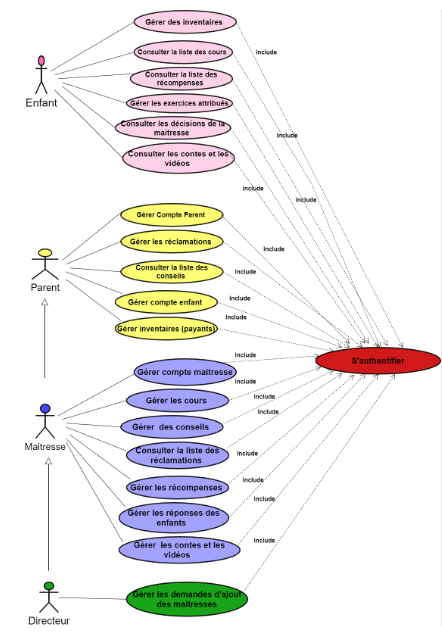 Gérer des inventaires
Include
Consulter la liste des cours
Consulter la liste des
récompenses
Enfant
Gérer les exercices attribués
Consulter les décisions de la
maitresse
Include
Consulter les contes et les
vidéos
Include
Include
Gérer Compte Parent
Gérer les réclamations
Include
Consulter la liste des
conseils
Include
Parent
Gérer compte enfant
Include
Include
Gérer inventaires (payants)
Include
S'authentifier
Gérer compte maitresse
Include
Gérer les cours
Include
Include
Gérer des conseils
Maitresse
Consulter la liste des
réclamations
Include
Gérer les récompenses
Include
Gérer les réponses des
enfants
Include
Gérer les contes et les
vidéos
Gérer les demandes d'ajout
des maitresses
Directeur